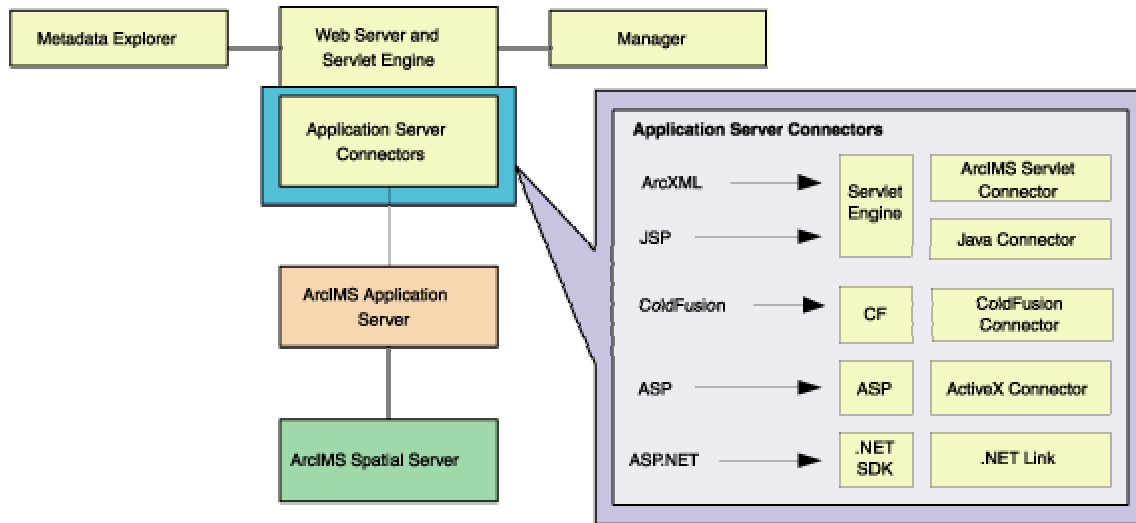 Metadata Explorer
Web Server and
Servlet Engine
Manager
Application Server
Connectors
ArcIMS Application
Server
ArcIMS Spatial Server
Application Server Connectors
ArcXML
Servlet
Engine
ArcIMS Servlet
Connector
JSP
Java Connector
ColdFusion
CF
ColdFusion
Connector
ASP
ASP
ActiveX Connector
ASP.NET
.NET
SDK
.NET Link